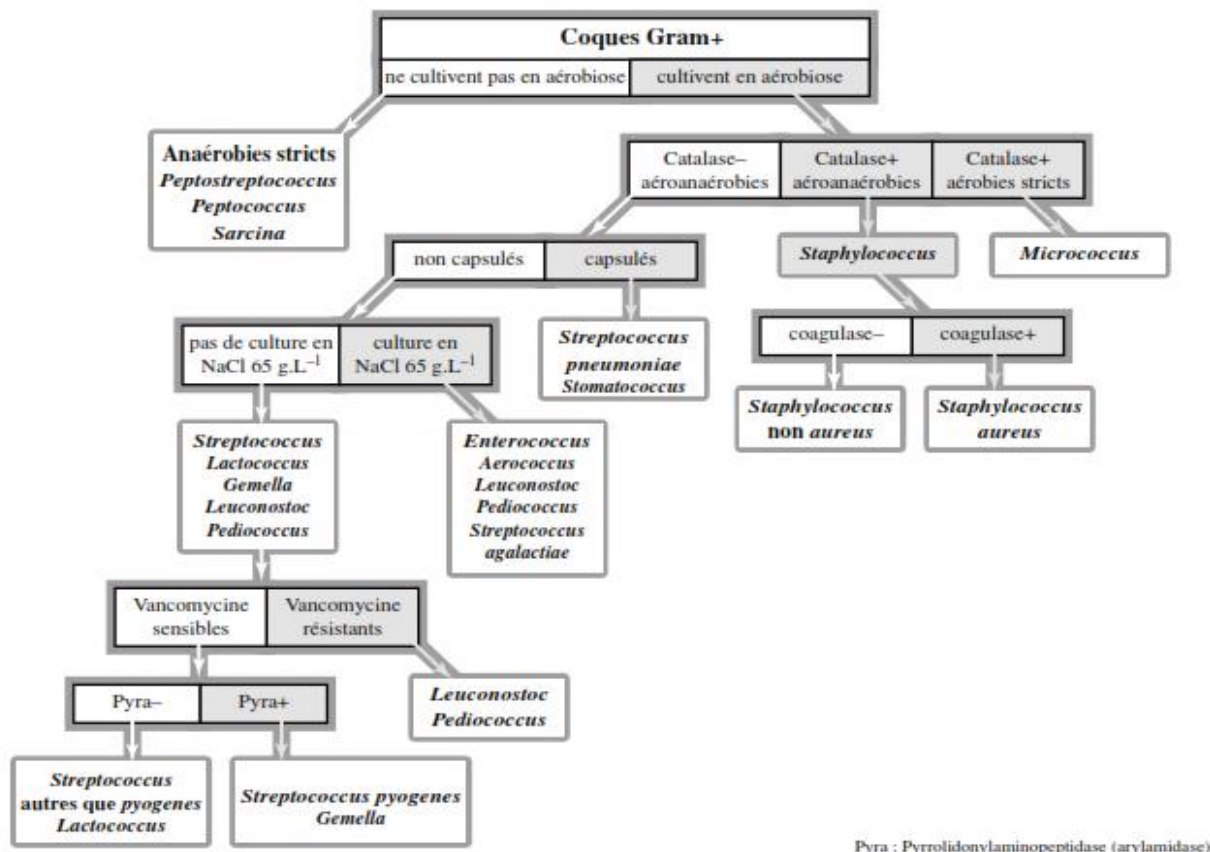 Coques Gram+
ne cultivent pas en aérobiose
cultivent en aérobiose
Anaérobies stricts
Peptostreptococcus
Peptococcus
Sarcina
Catalase–
aéroanaérobies
Catalase+
aéroanaérobies
Catalase+
aérobies stricts
non capsulés
capsulés
Staphylococcus
Micrococcus
pas de culture en
NaCl 65 g.L⁻¹
culture en
NaCl 65 g.L⁻¹
Streptococcus
pneumoniae
Stomatococcus
coagulase–
coagulase+
Staphylococcus
non aureus
Staphylococcus
aureus
Streptococcus
Lactococcus
Gemella
Leuconostoc
Pediococcus
Enterococcus
Aerococcus
Leuconostoc
Pediococcus
Streptococcus
agalactiae
Vancomycine
sensibles
Vancomycine
résistants
Pyra–
Pyra+
Leuconostoc
Pediococcus
Streptococcus
autres que pyogenes
Lactococcus
Streptococcus pyogenes
Gemella
Pyra : Pyrrolidonylaminopeptidase (arylamidase)